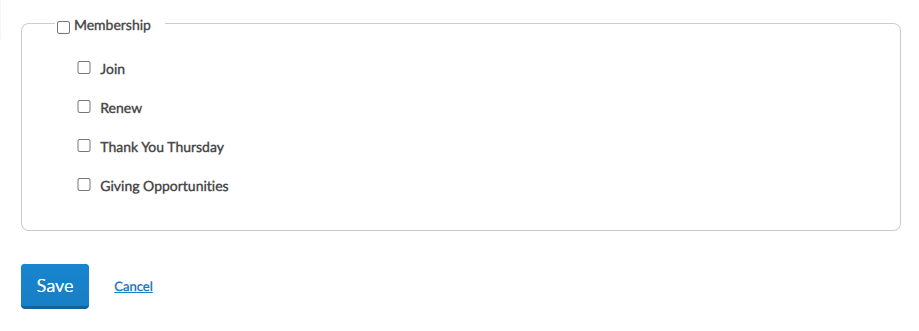 Membership
Join
Renew
Thank You Thursday
Giving Opportunities
Save Cancel